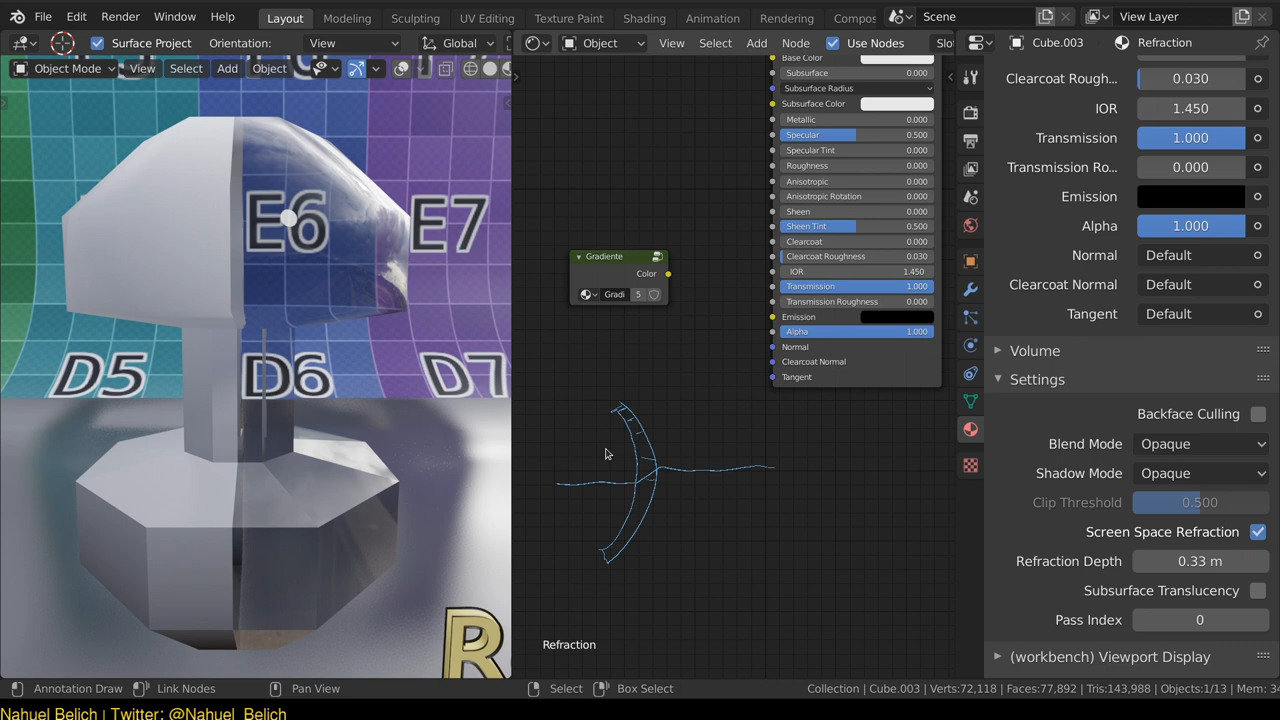 File Edit Render Window Help Layout Modeling Sculpting UV Editing Texture Paint Shading Animation Rendering Compos Scene View Layer
Surface Project Orientation: View Global Object View Select Add Node Use Nodes Slo Cube.003 Refraction
Object Mode View Select Add Object
E6
E7
D5
D6
D7
R
Gradiente
Color
Gradi 5
Base Color
Subsurface 0.000
Subsurface Radius
Subsurface Color
Metallic 0.000
Specular 0.500
Specular Tint 0.000
Roughness 0.000
Anisotropic 0.000
Anisotropic Rotation 0.000
Sheen 0.000
Sheen Tint 0.500
Clearcoat 0.000
Clearcoat Roughness 0.030
IOR 1.450
Transmission 1.000
Transmission Roughness 0.000
Emission
Alpha 1.000
Normal
Clearcoat Normal
Tangent
Refraction
Clearcoat Rough... 0.030
IOR 1.450
Transmission 1.000
Transmission Ro... 0.000
Emission
Alpha 1.000
Normal Default
Clearcoat Normal Default
Tangent Default
Volume
Settings
Backface Culling
Blend Mode Opaque
Shadow Mode Opaque
Clip Threshold 0.500
Screen Space Refraction
Refraction Depth 0.33 m
Subsurface Translucency
Pass Index 0
(workbench) Viewport Display
Annotation Draw Link Nodes Pan View Select Box Select Collection | Cube.003 | Verts:72,118 | Faces:77,892 | Tris:143,988 | Objects:1/13 | Mem: 34
Nahuel Belich | Twitter: @Nahuel_Belich